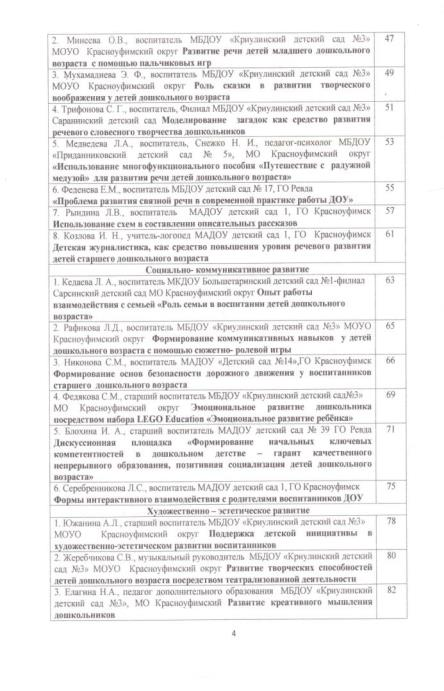 2. Минеева О.В., воспитатель МБДОУ «Криулинский детский сад №3» 47
МОУО Красноуфимский округ Развитие речи детей младшего дошкольного
возраста с помощью пальчиковых игр
3. Мухамадиева Э. Ф., воспитатель МБДОУ «Криулинский детский сад №3» 49
МОУО Красноуфимский округ Роль сказки в развитии творческого
воображения у детей дошкольного возраста
4. Трифонова С. Г., воспитатель, Филиал МБДОУ «Криулинский детский сад №3» 51
Саранинский детский сад Моделирование загадок как средство развития
речевого словесного творчества дошкольников
5. Медведева Л.А., воспитатель, Снежко Н. И., педагог-психолог МБДОУ 53
«Приданниковский детский сад № 5», МО Красноуфимский округ
«Использование многофункционального пособия «Путешествие с радужной
медузой» для развития речи детей дошкольного возраста»
6. Феденева Е.М., воспитатель МБДОУ детский сад № 17, ГО Ревда 55
«Проблема развития связной речи в современной практике работы ДОУ»
7. Рындина Л.В., воспитатель МАДОУ детский сад 1, ГО Красноуфимск 57
Использование схем в составлении описательных рассказов
8. Козлова И. Н., учитель-логопед МАДОУ детский сад 1, ГО Красноуфимск 61
Детская журналистика, как средство повышения уровня речевого развития
детей старшего дошкольного возраста
Социально- коммуникативное развитие
1. Кедаева Л. А., воспитатель МКДОУ Большетагинский детский сад №1-филиал 63
Сарсинский детский сад МО Красноуфимский округ Опыт работы
взаимодействия с семьей «Роль семьи в воспитании детей дошкольного
возраста»
2. Рафикова Л.Д., воспитатель МБДОУ «Криулинский детский сад №3» МОУО 65
Красноуфимский округ Формирование коммуникативных навыков у детей
дошкольного возраста с помощью сюжетно- ролевой игры
3. Никонова С.М., воспитатель МАДОУ «Детский сад №14»,ГО Красноуфимск 66
Формирование основ безопасности дорожного движения у воспитанников
старшего дошкольного возраста
4. Федякова С.М., старший воспитатель МБДОУ «Криулинский детский сад№3» 69
МО Красноуфимский округ Эмоциональное развитие дошкольника
посредством набора LEGO Education «Эмоциональное развитие ребёнка»
5. Блохина И. А., старший воспитатель МАДОУ детский сад № 39 ГО Ревда 71
Дискуссионная площадка «Формирование начальных ключевых
компетентностей в дошкольном детстве – гарант качественного
непрерывного образования, позитивная социализация детей дошкольного
возраста»
6. Серебренникова Л.С., воспитатель МАДОУ детский сад 1, ГО Красноуфимск 75
Формы интерактивного взаимодействия с родителями воспитанников ДОУ
Художественно – эстетическое развитие
1. Южанина А.Л., старший воспитатель МБДОУ «Криулинский детский сад №3» 78
МОУО Красноуфимский округ Поддержка детской инициативы в
художественно-эстетическом развитии воспитанников
2. Жеребчикова С.В., музыкальный руководитель МБДОУ «Криулинский детский 80
сад №3» МОУО Красноуфимский округ Развитие творческих способностей
детей дошкольного возраста посредством театрализованной деятельности
3. Елагина Н.А., педагог дополнительного образования МБДОУ «Криулинский 82
детский сад №3», МО Красноуфимский Развитие креативного мышления
дошкольников
4